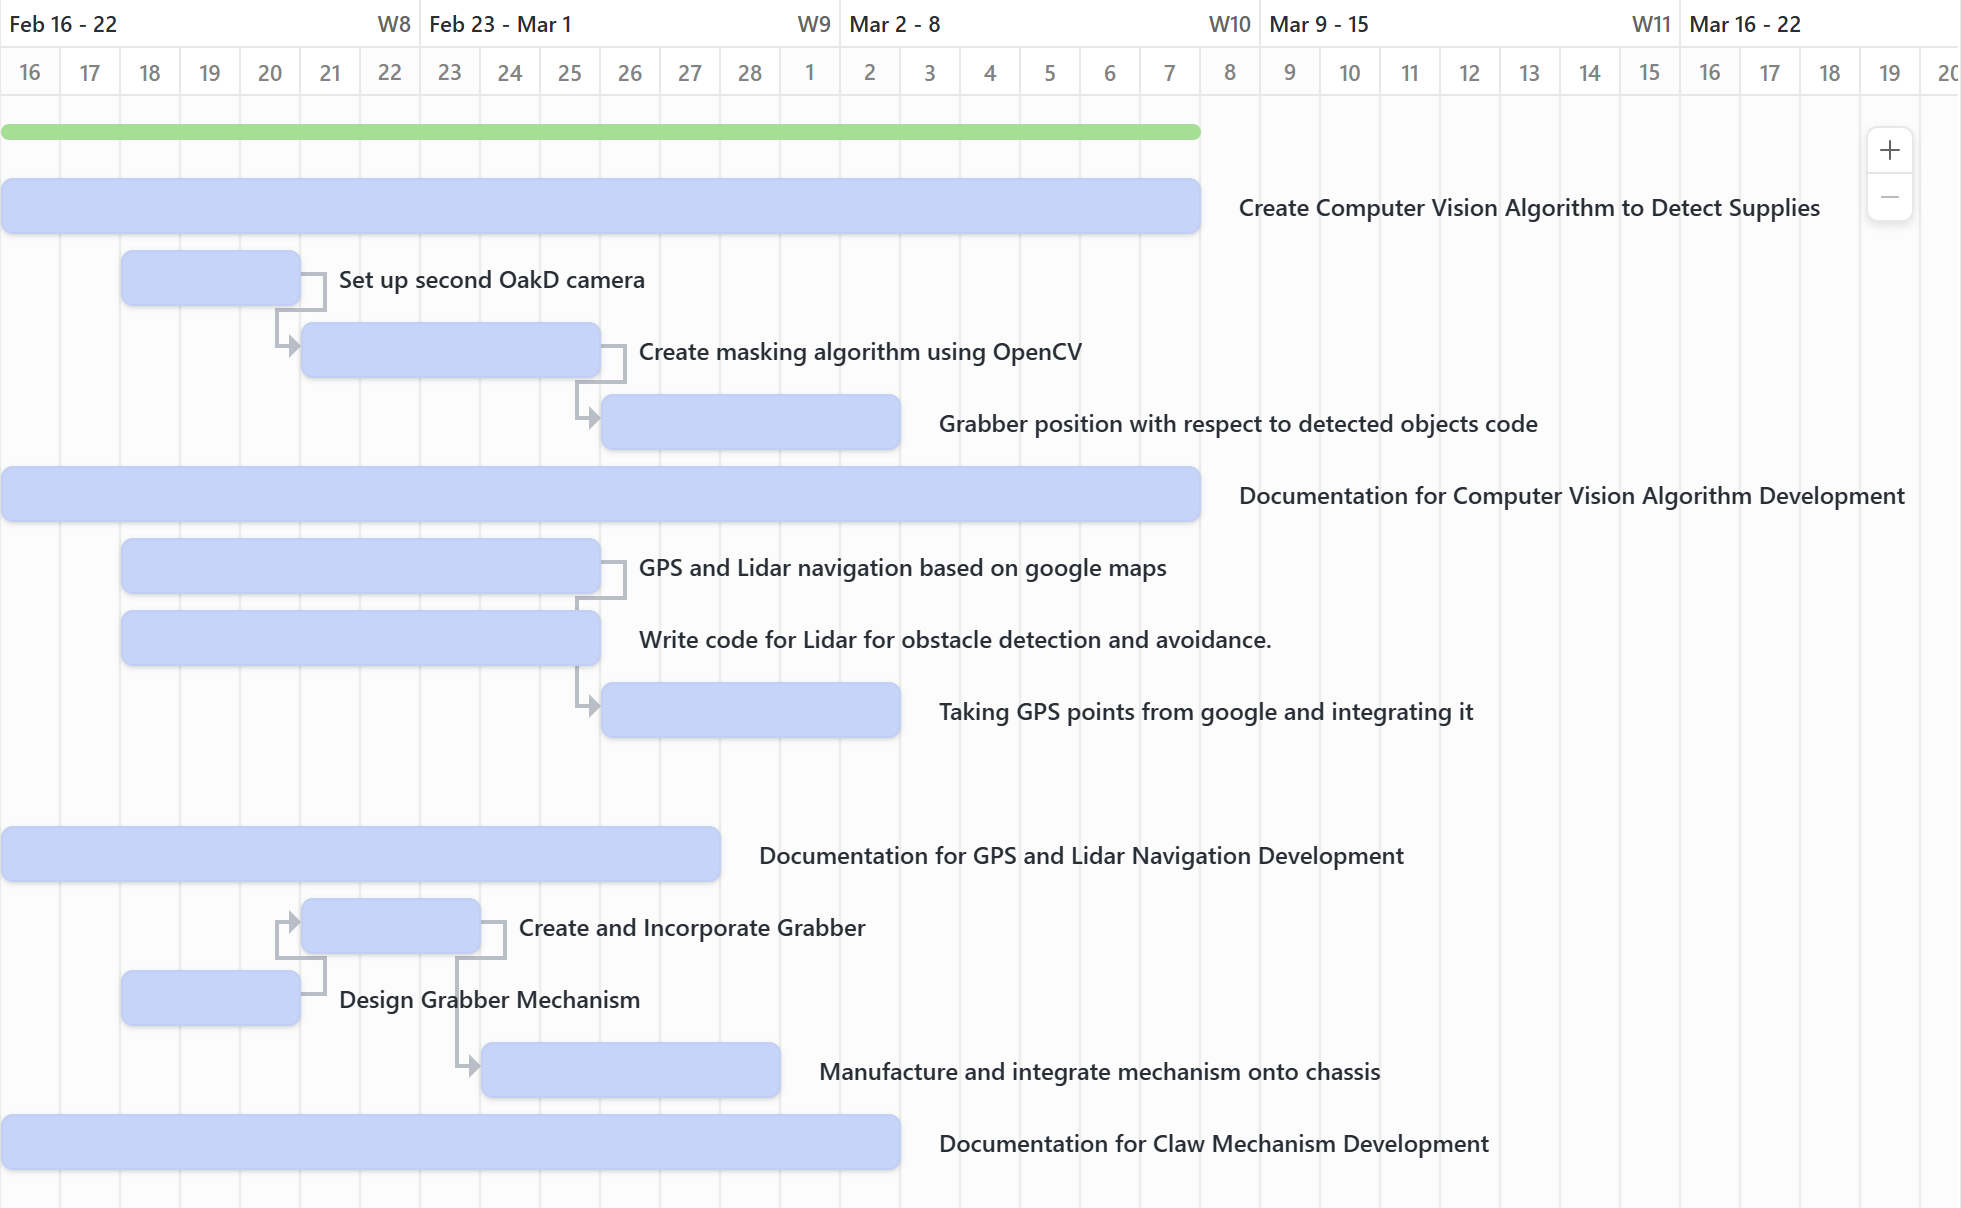 Feb 16 - 22 W8 Feb 23 - Mar 1 W9 Mar 2 - 8 W10 Mar 9 - 15 W11 Mar 16 - 22
16 17 18 19 20 21 22 23 24 25 26 27 28 1 2 3 4 5 6 7 8 9 10 11 12 13 14 15 16 17 18 19 20
Create Computer Vision Algorithm to Detect Supplies
Set up second OakD camera
Create masking algorithm using OpenCV
Grabber position with respect to detected objects code
Documentation for Computer Vision Algorithm Development
GPS and Lidar navigation based on google maps
Write code for Lidar for obstacle detection and avoidance.
Taking GPS points from google and integrating it
Documentation for GPS and Lidar Navigation Development
Create and Incorporate Grabber
Design Grabber Mechanism
Manufacture and integrate mechanism onto chassis
Documentation for Claw Mechanism Development